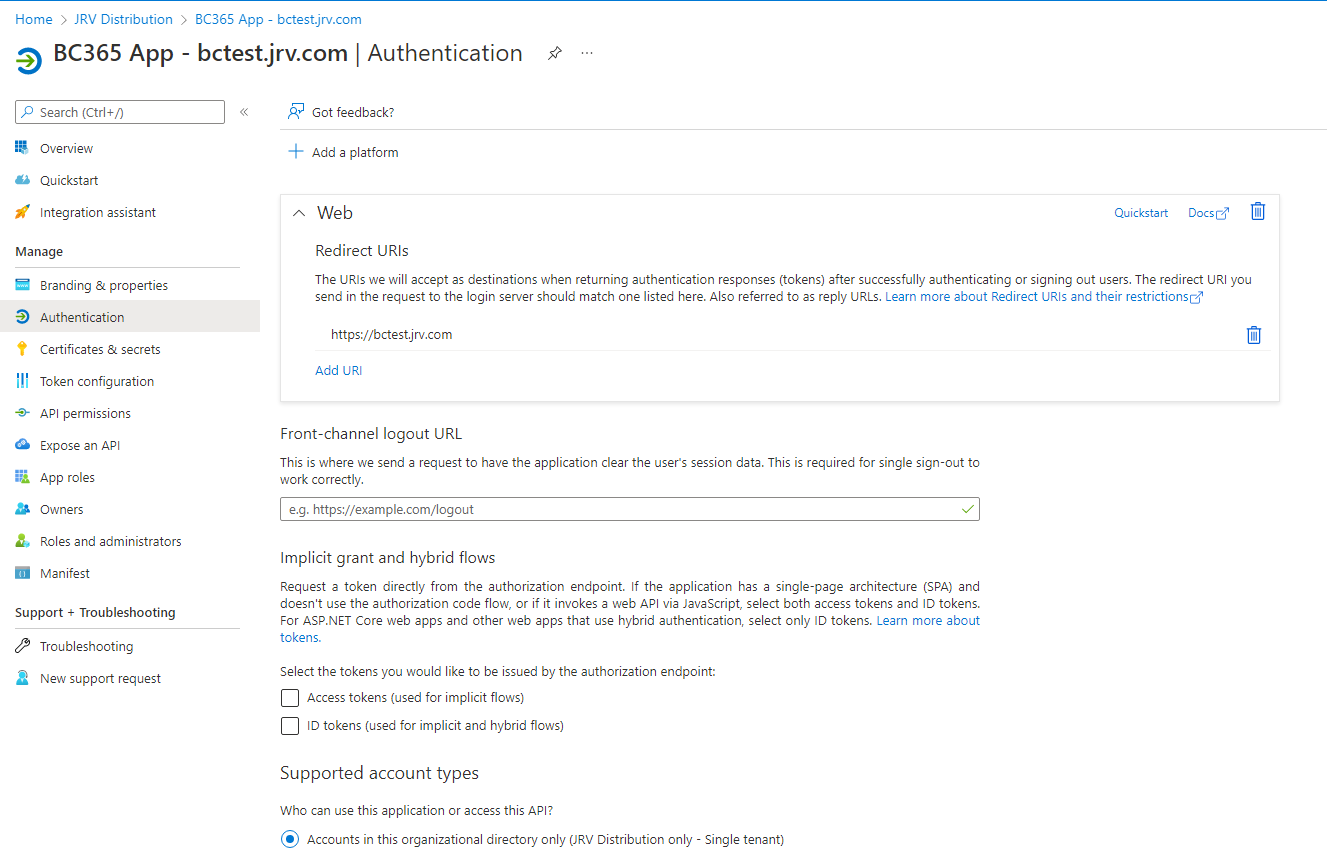 Home > JRV Distribution > BC365 App - bctest.jrv.com
BC365 App - bctest.jrv.com | Authentication ...
Search (Ctrl+/) «
Overview
Quickstart
Integration assistant
Manage
Branding & properties
Authentication
Certificates & secrets
Token configuration
API permissions
Expose an API
App roles
Owners
Roles and administrators
Manifest
Support + Troubleshooting
Troubleshooting
New support request
Got feedback?
+ Add a platform
Web
Quickstart
Docs
Redirect URIs
The URIs we will accept as destinations when returning authentication responses (tokens) after successfully authenticating or signing out users. The redirect URI you
send in the request to the login server should match one listed here. Also referred to as reply URLs. Learn more about Redirect URIs and their restrictions
https://bctest.jrv.com
Add URI
Front-channel logout URL
This is where we send a request to have the application clear the user's session data. This is required for single sign-out to
work correctly.
e.g. https://example.com/logout
Implicit grant and hybrid flows
Request a token directly from the authorization endpoint. If the application has a single-page architecture (SPA) and
doesn't use the authorization code flow, or if it invokes a web API via JavaScript, select both access tokens and ID tokens.
For ASP.NET Core web apps and other web apps that use hybrid authentication, select only ID tokens. Learn more about
tokens.
Select the tokens you would like to be issued by the authorization endpoint:
Access tokens (used for implicit flows)
ID tokens (used for implicit and hybrid flows)
Supported account types
Who can use this application or access this API?
Accounts in this organizational directory only (JRV Distribution only - Single tenant)